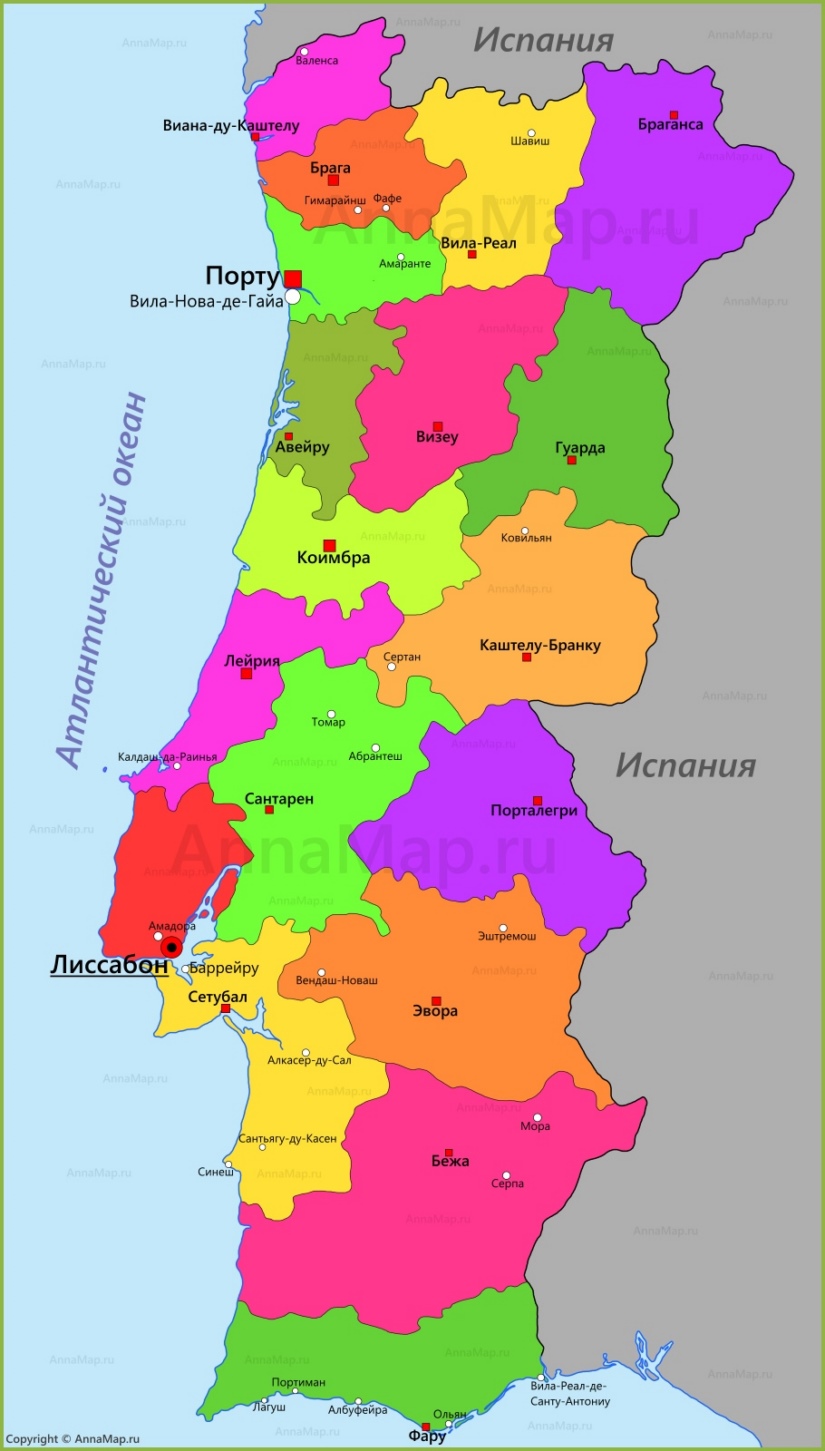 Испания
Валенса
Виана-ду-Каштелу
Браганса
Шавиш
Брага
Гимарайнш
Фафе
Вила-Реал
Амаранте
Порту
Вила-Нова-де-Гайа
Авейру
Визеу
Гуарда
Атлантический океан
Ковильян
Коимбра
Каштелу-Бранку
Лейрия
Сертан
Томар
Абрантеш
Калдаш-да-Раинья
Испания
Сантарен
Порталегри
Амадора
Эштремош
Лиссабон
Баррейру
Вендаш-Новаш
Сетубал
Эвора
Алкасер-ду-Сал
Мора
Сантьягу-ду-Касен
Бежа
Синеш
Серпа
Портиман
Вила-Реал-де-
Санту-Антониу
Лагуш
Албуфейра
Ольян
Фару
Copyright © AnnaMap.ru
AnnaMap.ru
AnnaMap.ru